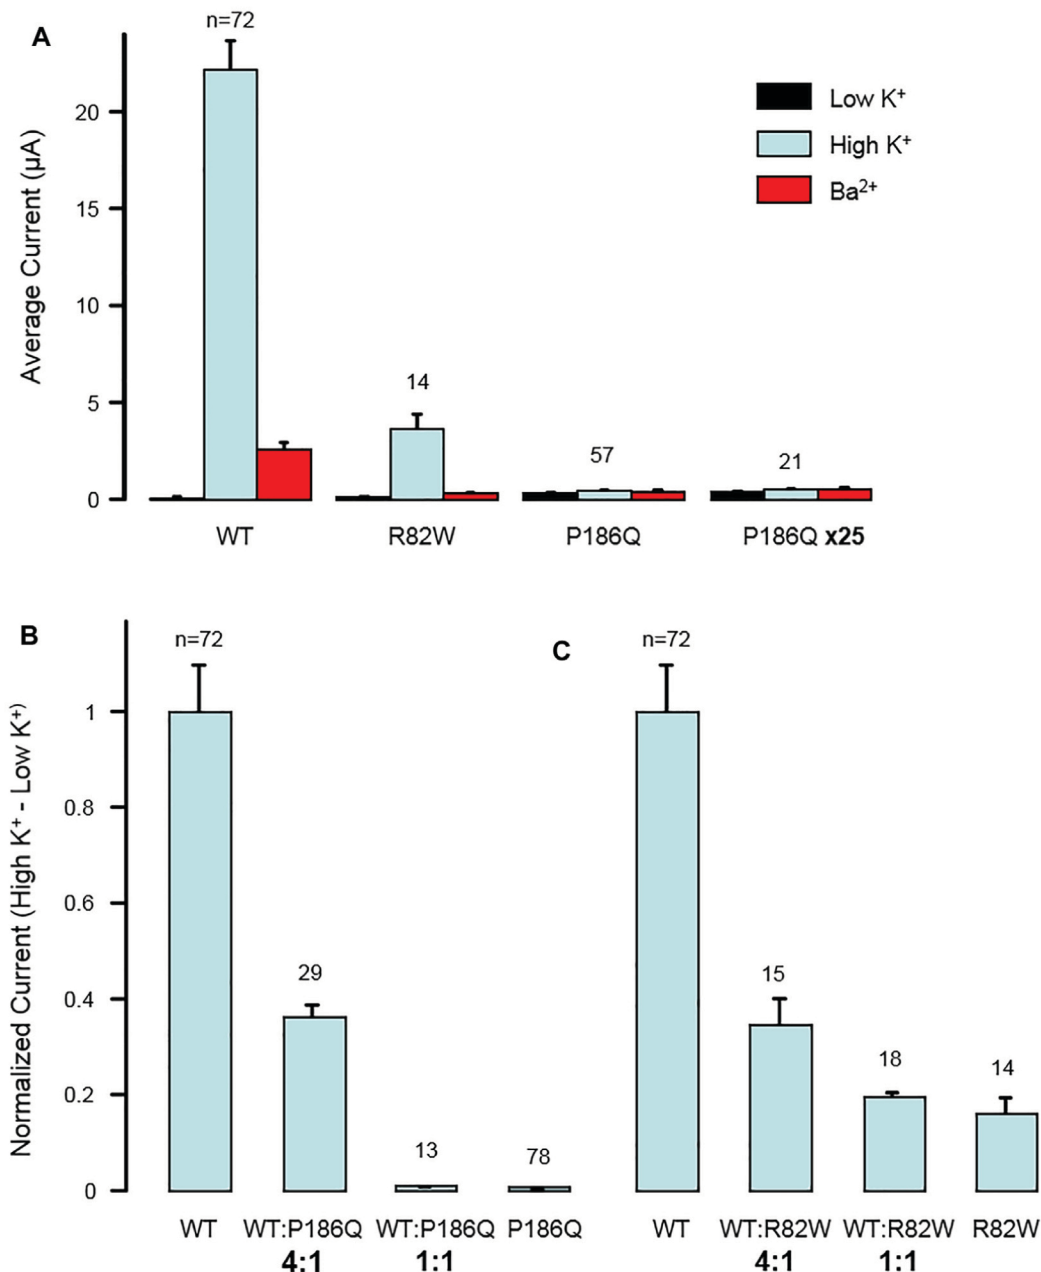 A
n=72
Average Current (µA)
20
15
10
5
0
Low K⁺
High K⁺
Ba²⁺
14
57
21
WT
R82W
P186Q
P186Q x25
B
Normalized Current (High K⁺ - Low K⁺)
n=72
1
0.8
0.6
0.4
0.2
0
29
13
78
WT
WT:P186Q
4:1
WT:P186Q
1:1
P186Q
C
n=72
15
18
14
WT
WT:R82W
4:1
WT:R82W
1:1
R82W